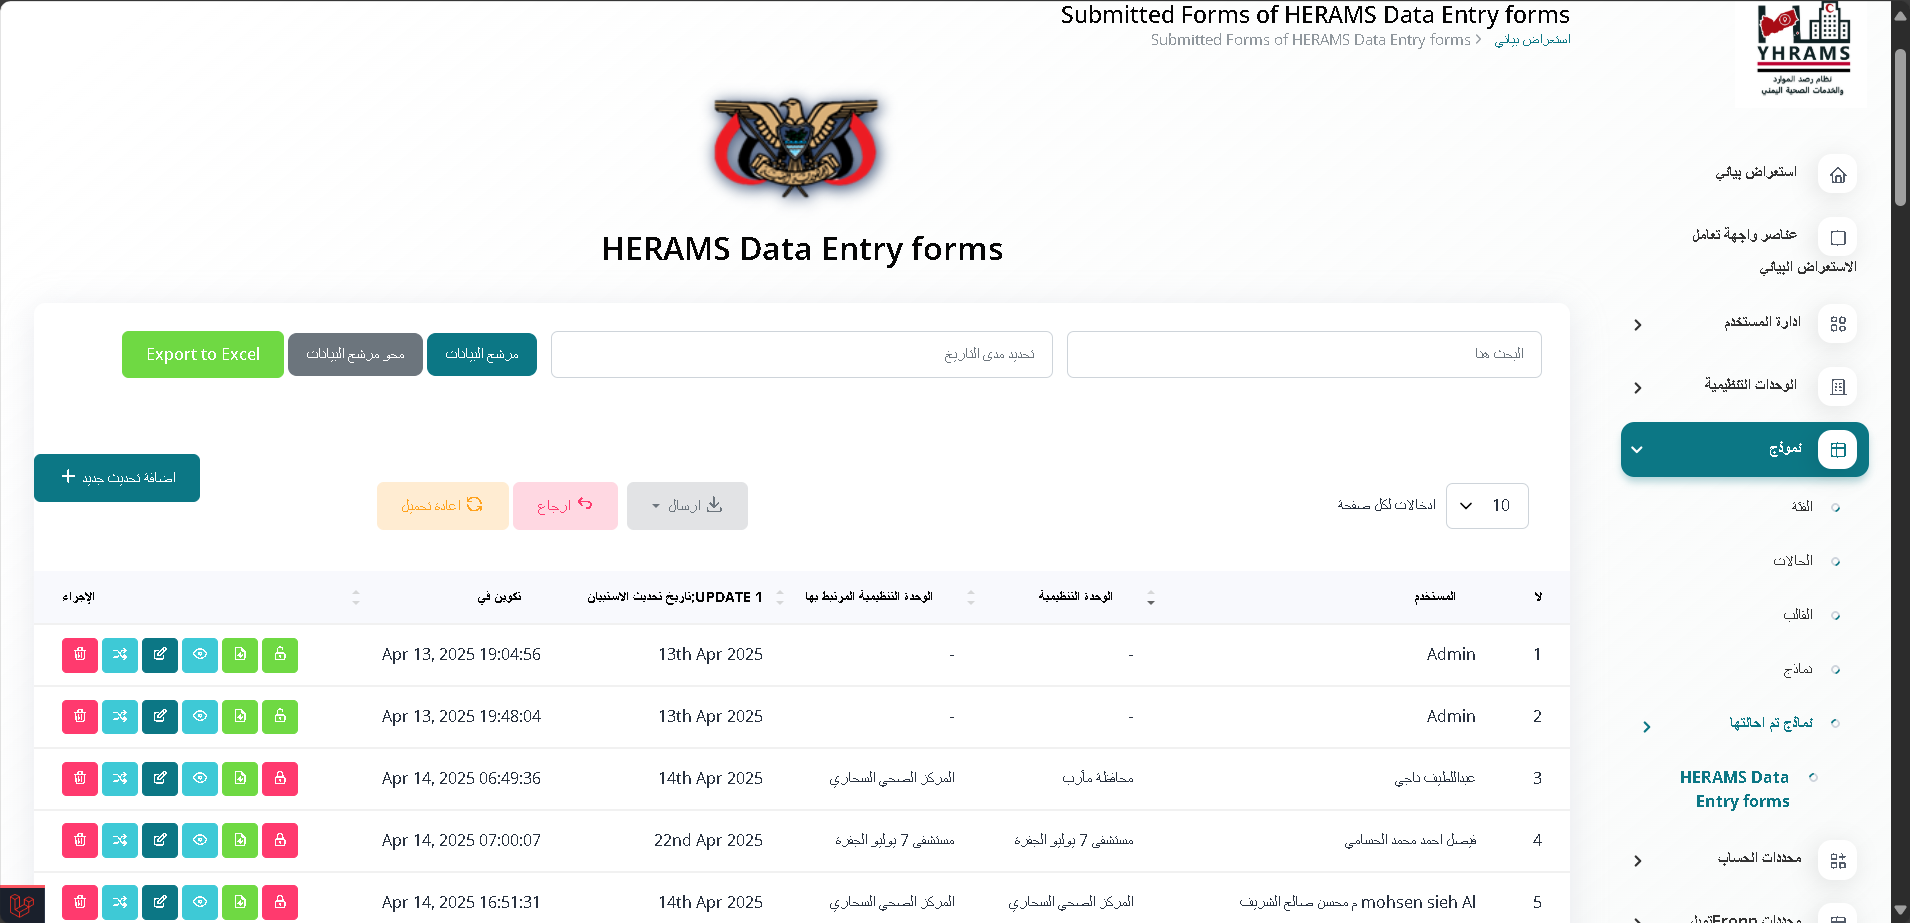 Submitted Forms of HERAMS Data Entry forms
استعراض بياني > Submitted Forms of HERAMS Data Entry forms
YHRAMS
نظام رصد الموارد
والخدمات الصحية اليمني
استعراض بياني
عناصر واجهة تعامل
الاستعراض البياني
ادارة المستخدم
الوحدات التنظيمية
نموذج
الفئة
الحالات
القالب
نماذج
نماذج تم احالتها
HERAMS Data
Entry forms
محددات الحساب
HERAMS Data Entry forms
البحث هنا
تحديد مدى التاريخ
مرشح البيانات
محو مرشح البيانات
Export to Excel
اضافة تحديث جديد +
10 ادخالات لكل صفحة
ارسال
ارجاع
اعادة تحميل
لا المستخدم الوحدة التنظيمية الوحدة التنظيمية المرتبط بها UPDATE 1;تاريخ تحديث الاستبيان تكوين في الإجراء
1 Admin - - 13th Apr 2025 Apr 13, 2025 19:04:56
2 Admin - - 13th Apr 2025 Apr 13, 2025 19:48:04
3 عبداللطيف ناجي محافظة مأرب المركز الصحي السحاري 14th Apr 2025 Apr 14, 2025 06:49:36
4 فيصل احمد محمد الحسامي مستشفى 7 يوليو الجفرة مستشفى 7 يوليو الجفرة 22nd Apr 2025 Apr 14, 2025 07:00:07
5 mohsen sieh Al م محسن صالح الشريف المركز الصحي السحاري المركز الصحي السحاري 14th Apr 2025 Apr 14, 2025 16:51:31